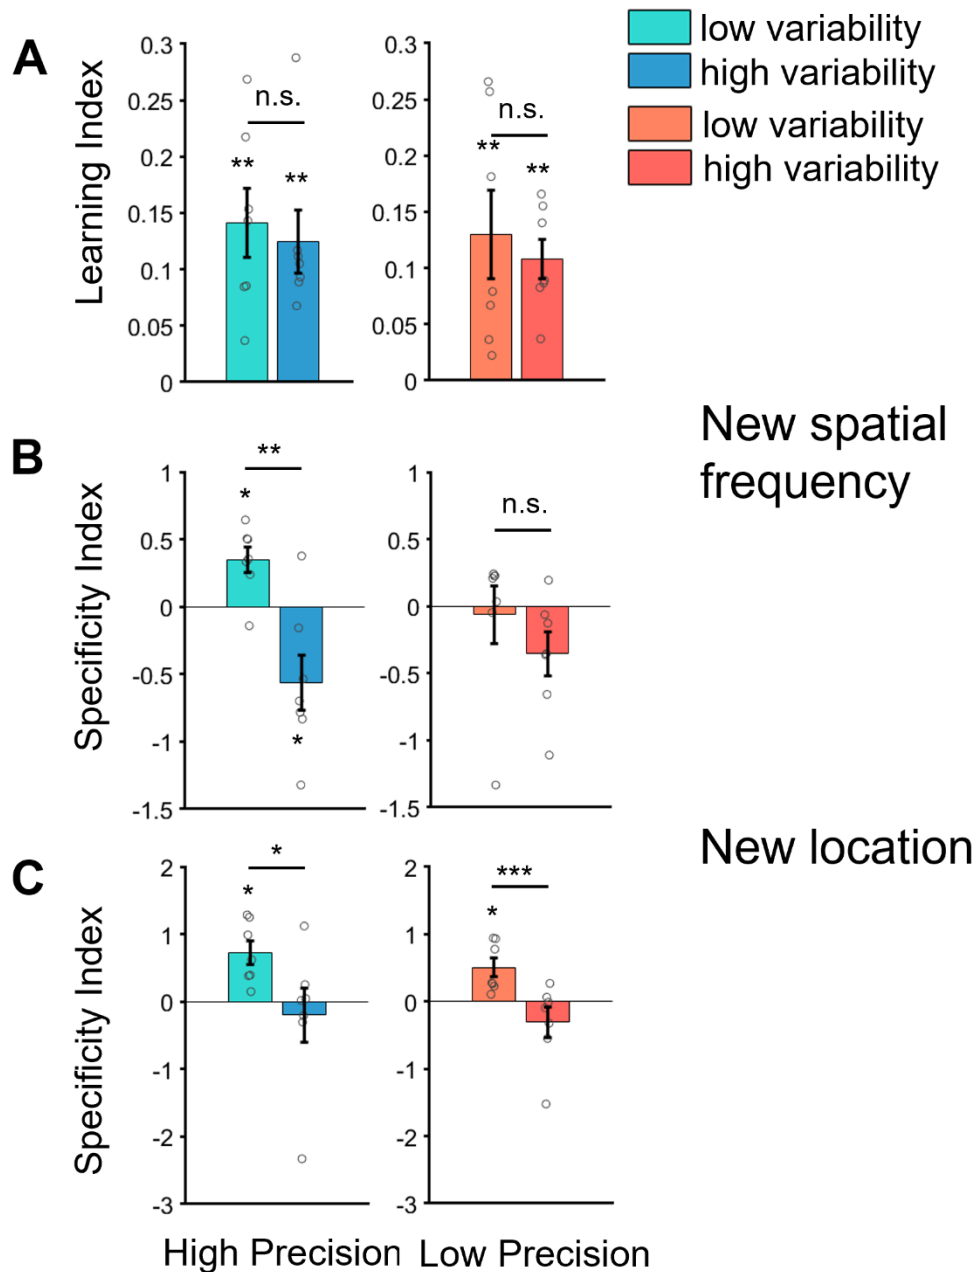 low variability
high variability
low variability
high variability
A
Learning Index
0.3
0.25
0.2
0.15
0.1
0.05
0
n.s.
**
**
0.3
0.25
0.2
0.15
0.1
0.05
0
n.s.
**
**
New spatial
frequency
B
Specificity Index
1
0.5
0
-0.5
-1
-1.5
**
*
*
1
0.5
0
-0.5
-1
-1.5
n.s.
New location
C
Specificity Index
2
1
0
-1
-2
-3
*
*
2
1
0
-1
-2
-3
***
*
High Precision
Low Precision